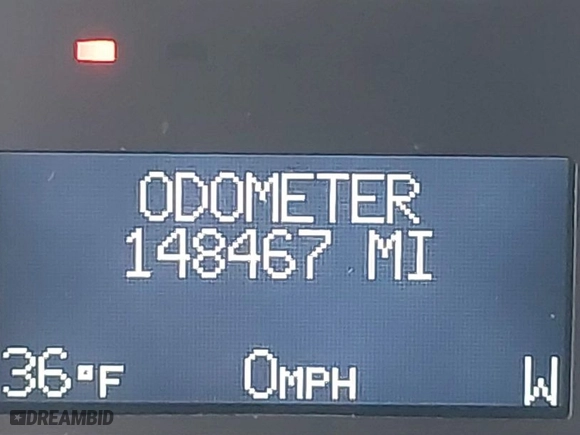 ODOMETER
148467 MI
36°F 0MPH W
DREAMBID